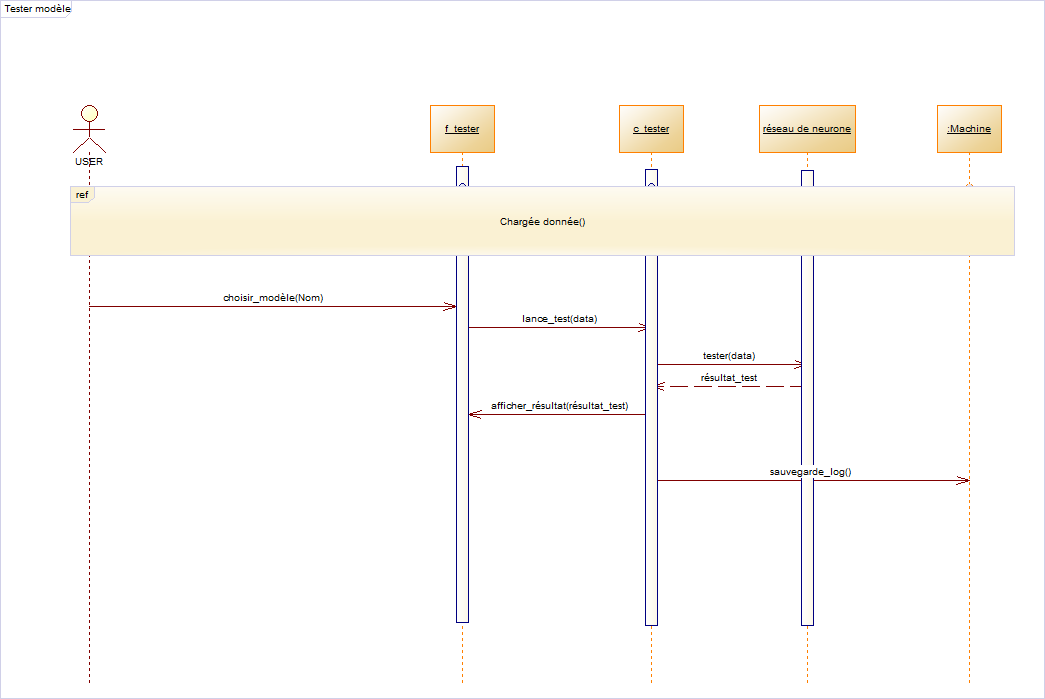 Tester modèle
USER
f_tester
c_tester
réseau de neurone
:Machine
ref
Chargée donnée()
choisir_modèle(Nom)
lance_test(data)
tester(data)
résultat_test
afficher_résultat(résultat_test)
sauvegarde_log()